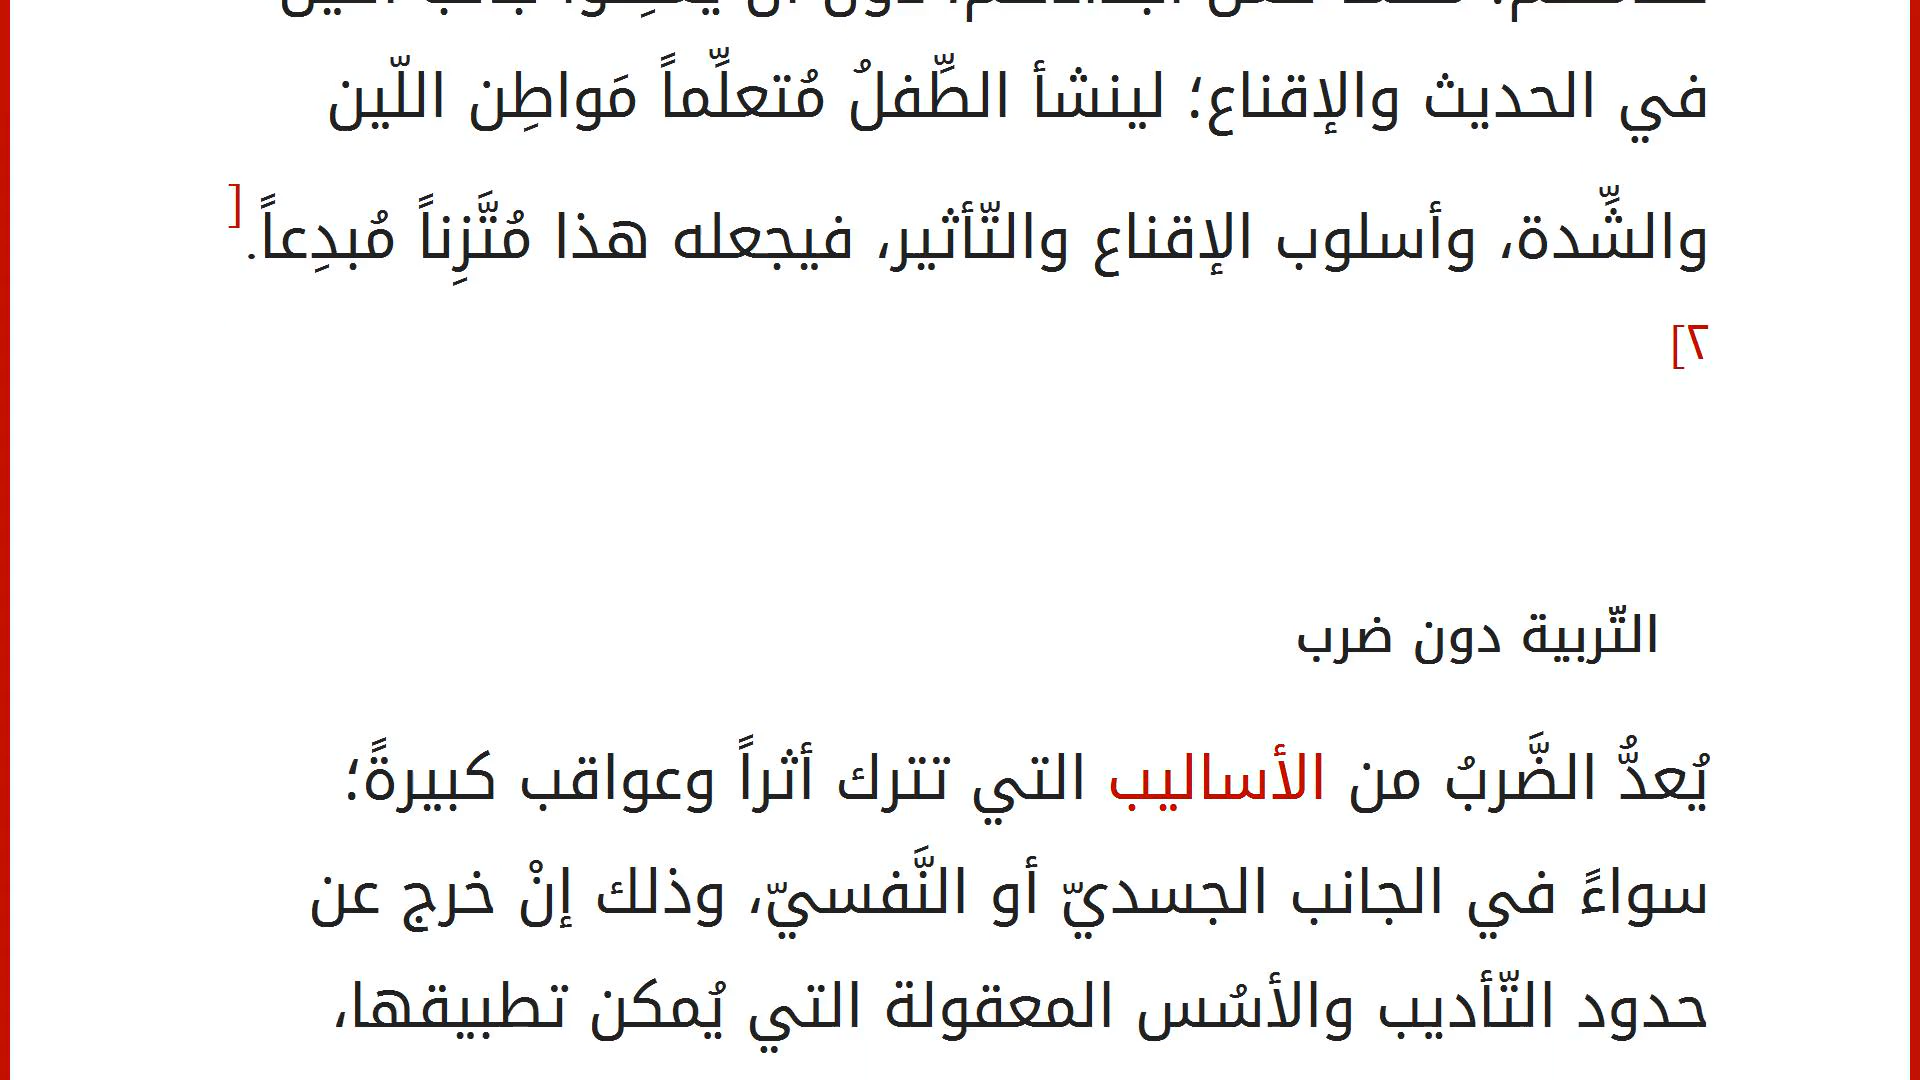 في الحديث والإقناع؛ لينشأ الطِّفلُ مُتعلِّماً مَواطِن اللّين
والشِّدة، وأسلوب الإقناع والتّأثير، فيجعله هذا مُتَّزِناً مُبدِعاً. [
٦]
التّربية دون ضرب
يُعدُّ الضَّربُ من الأساليب التي تترك أثراً وعواقب كبيرةً؛
سواءً في الجانب الجسديّ أو النَّفسيّ، وذلك إنْ خرج عن
حدود التّأديب والأسُس المعقولة التي يُمكن تطبيقها،